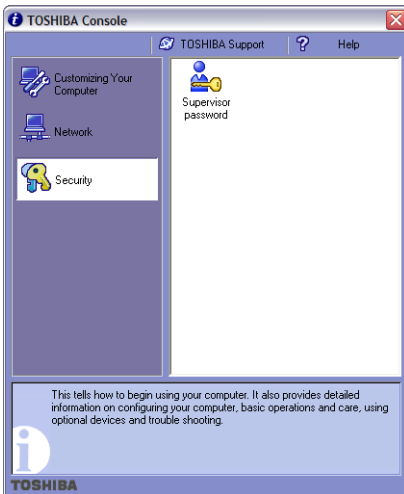 TOSHIBA Console
TOSHIBA Support
Help
Customizing Your
Computer
Network
Security
Supervisor
password
This tells how to begin using your computer. It also provides detailed
information on configuring your computer, basic operations and care, using
optional devices and trouble shooting.
TOSHIBA